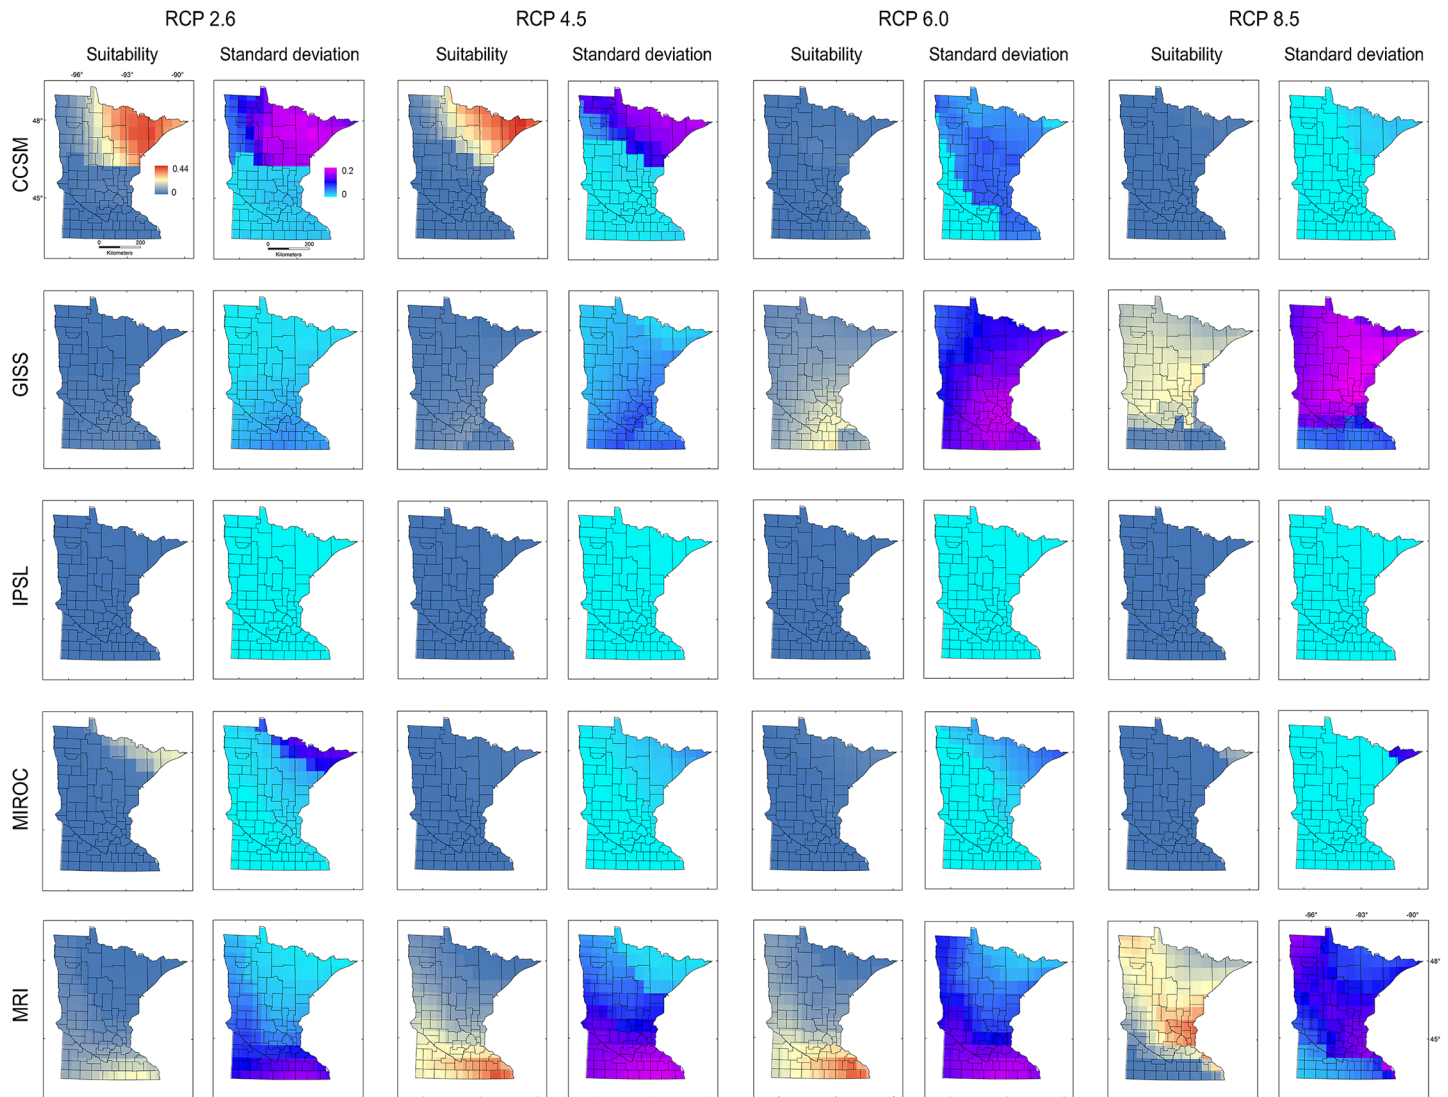 RCP 2.6 RCP 4.5 RCP 6.0 RCP 8.5
Suitability Standard deviation Suitability Standard deviation Suitability Standard deviation Suitability Standard deviation
-96° -93° -90°
CCSM
48°
45°
0.44
0
0.2
0
0 200
Kilometers
0 200
Kilometers
GISS
IPSL
MIROC
MRI
-96° -93° -90°
48°
45°